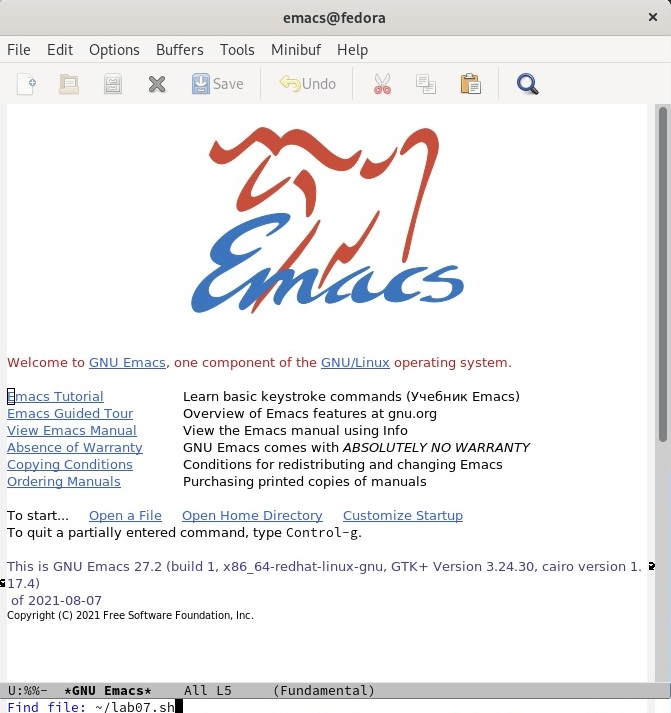 emacs@fedora
File Edit Options Buffers Tools Minibuf Help
Save Undo
Emacs
Welcome to GNU Emacs, one component of the GNU/Linux operating system.
Emacs Tutorial Learn basic keystroke commands (Учебник Emacs)
Emacs Guided Tour Overview of Emacs features at gnu.org
View Emacs Manual View the Emacs manual using Info
Absence of Warranty GNU Emacs comes with ABSOLUTELY NO WARRANTY
Copying Conditions Conditions for redistributing and changing Emacs
Ordering Manuals Purchasing printed copies of manuals
To start... Open a File Open Home Directory Customize Startup
To quit a partially entered command, type Control-g.
This is GNU Emacs 27.2 (build 1, x86_64-redhat-linux-gnu, GTK+ Version 3.24.30, cairo version 1.
17.4)
of 2021-08-07
Copyright (C) 2021 Free Software Foundation, Inc.
U:%%- *GNU Emacs* All L5 (Fundamental)
Find file: ~/lab07.sh